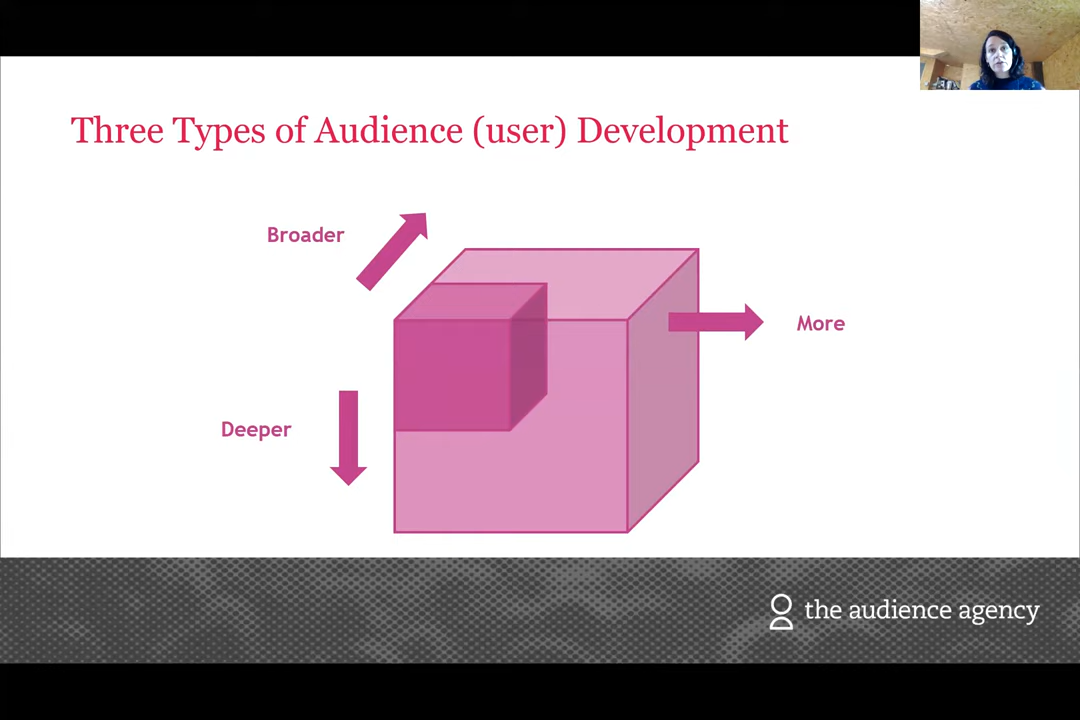 Three Types of Audience (user) Development
Broader
More
Deeper
the audience agency